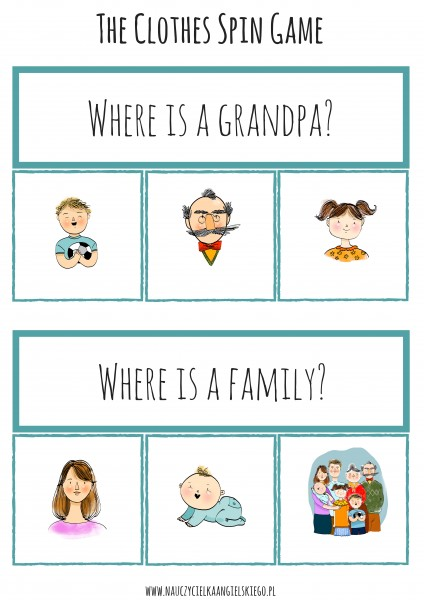 The Clothes Spin Game
Where is a grandpa?
Where is a family?
www.nauczycielkaangielskiego.pl